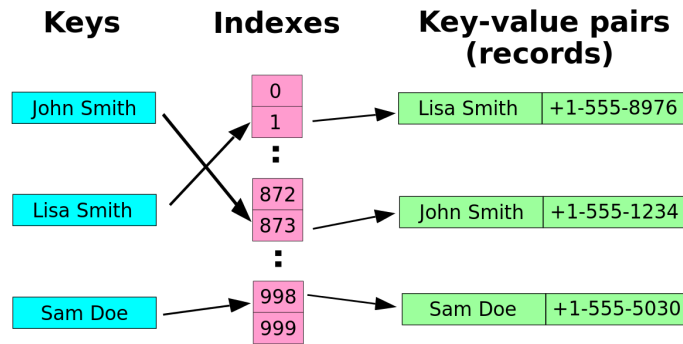 Keys
Indexes
Key-value pairs
(records)
John Smith
Lisa Smith
Sam Doe
0
1
:
872
873
:
998
999
Lisa Smith +1-555-8976
John Smith +1-555-1234
Sam Doe +1-555-5030